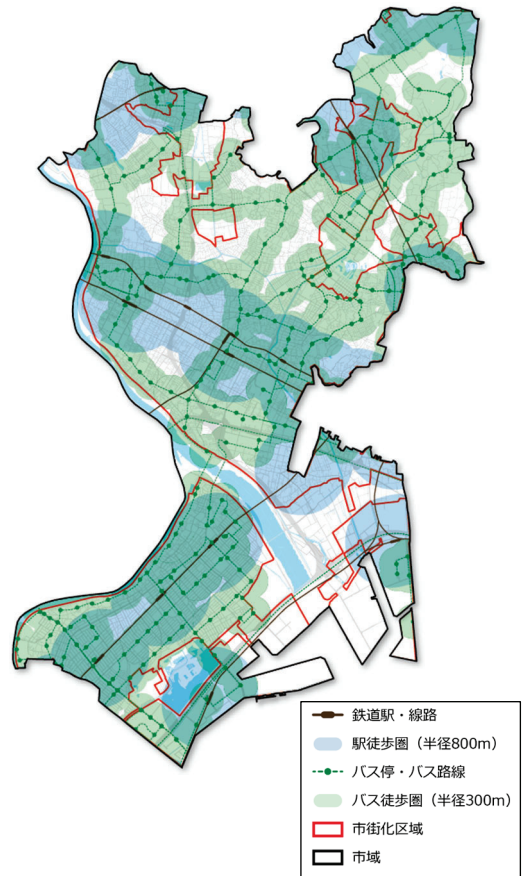 鉄道駅・線路
駅徒歩圏（半径800m）
バス停・バス路線
バス徒歩圏（半径300m）
市街化区域
市域